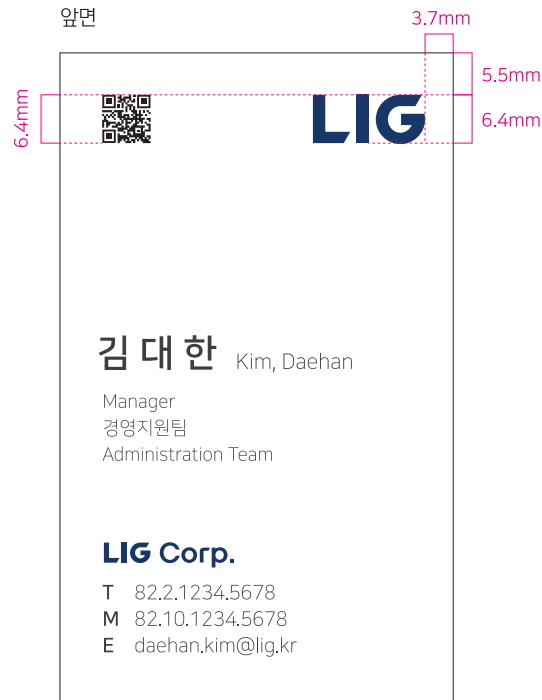 앞면
3.7mm
5.5mm
6.4mm
6.4mm
LIG
김대한 Kim, Daehan
Manager
경영지원팀
Administration Team
LIG Corp.
T 82.2.1234.5678
M 82.10.1234.5678
E daehan.kim@lig.kr